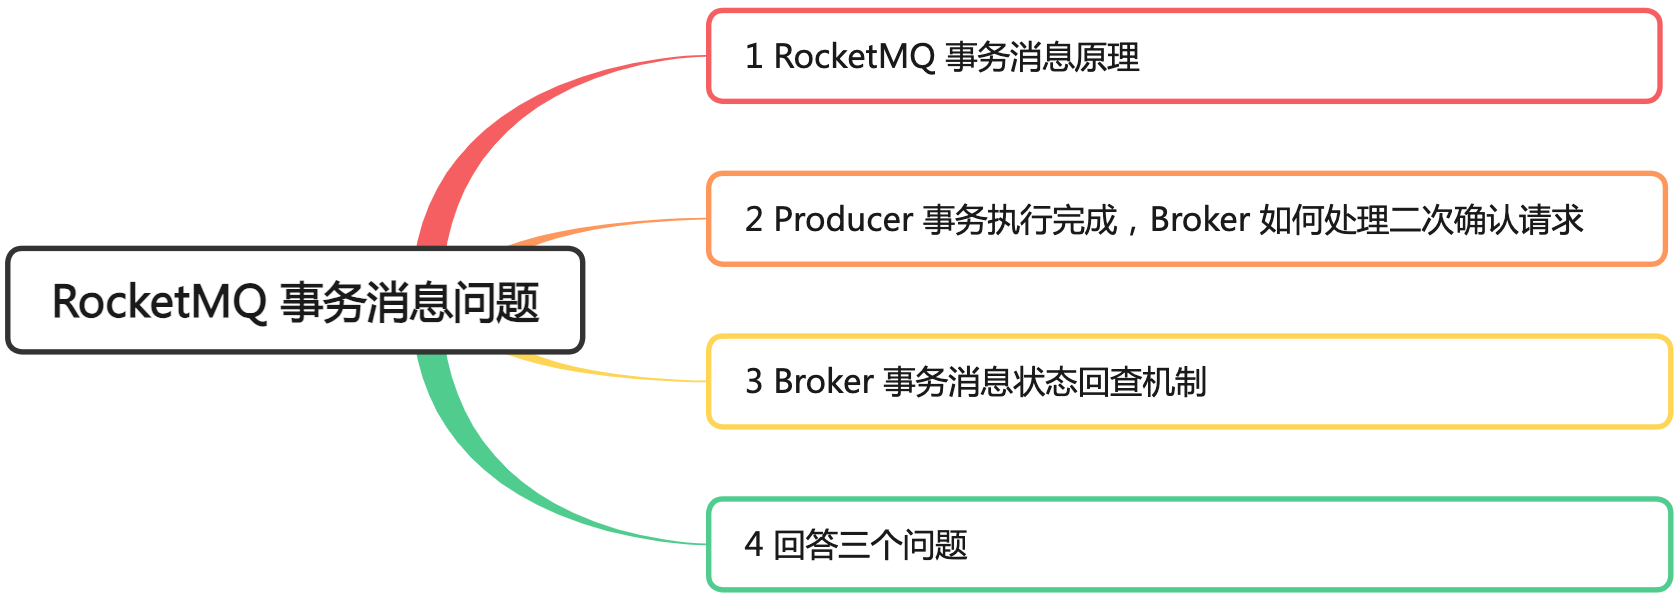 1 RocketMQ 事务消息原理
2 Producer 事务执行完成，Broker 如何处理二次确认请求
RocketMQ 事务消息问题
3 Broker 事务消息状态回查机制
4 回答三个问题